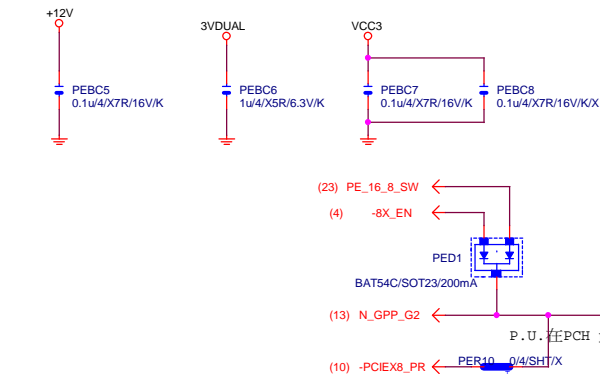 +12V
3VDUAL
VCC3
PEBC5
0.1u/4/X7R/16V/K
PEBC6
1u/4/X5R/6.3V/K
PEBC7
0.1u/4/X7R/16V/K
PEBC8
0.1u/4/X7R/16V/K/X
(23) PE_16_8_SW
(4) -8X_EN
PED1
BAT54C/SOT23/200mA
(13) N_GPP_G2
P.U.在PCH
(10) -PCIEX8_PR
PER10 0/4/SHT/X